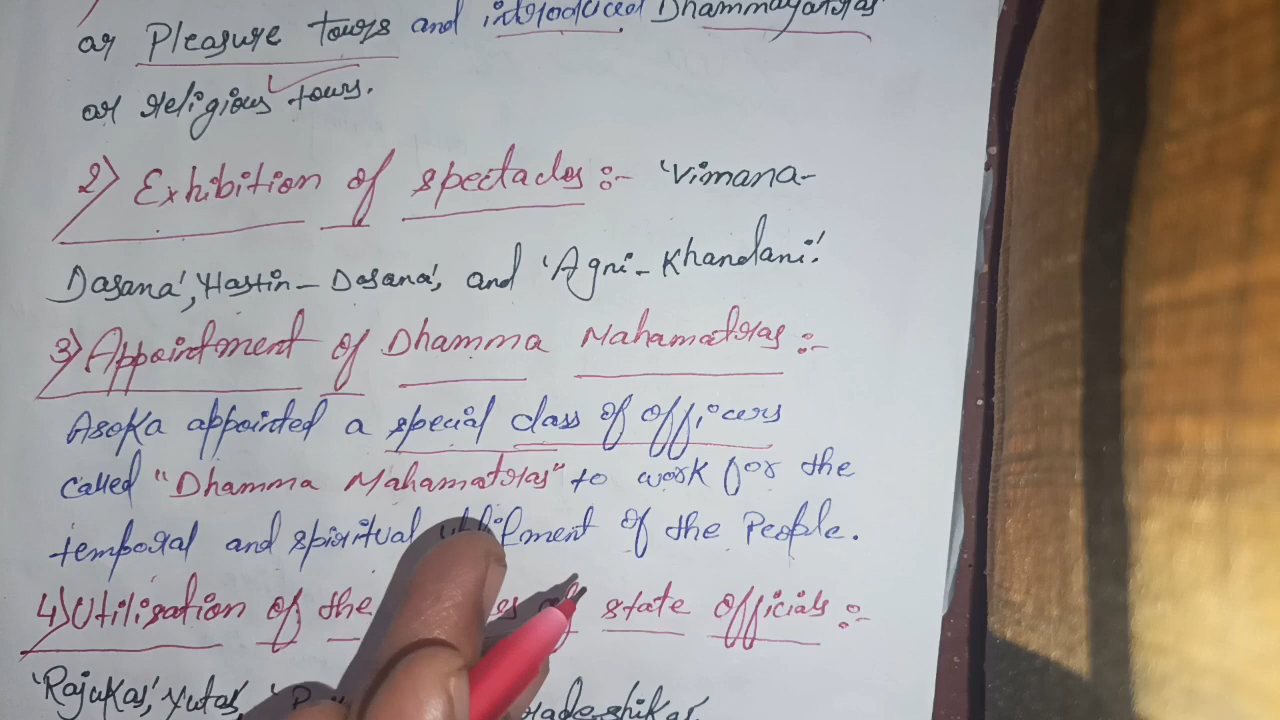 or Pleasure tours and introduced Dhammayatras
or religious tours.
2) Exhibition of spectacles :- 'Vimana-
Dasana', 'Hastin-Dasana', and 'Agni-Khandani'.
3) Appointment of Dhamma Mahamatras :-
Asoka appointed a special class of officers
called "Dhamma Mahamatras" to work for the
temporal and spiritual of the People.
4) Utilisation of the of state officials :-
'Rajukas', Yutas,